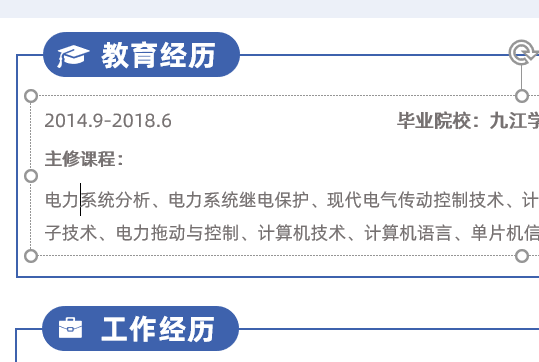 教育经历
2014.9-2018.6 毕业院校：九江学
主修课程：
电力系统分析、电力系统继电保护、现代电气传动控制技术、计
子技术、电力拖动与控制、计算机技术、计算机语言、单片机信
工作经历